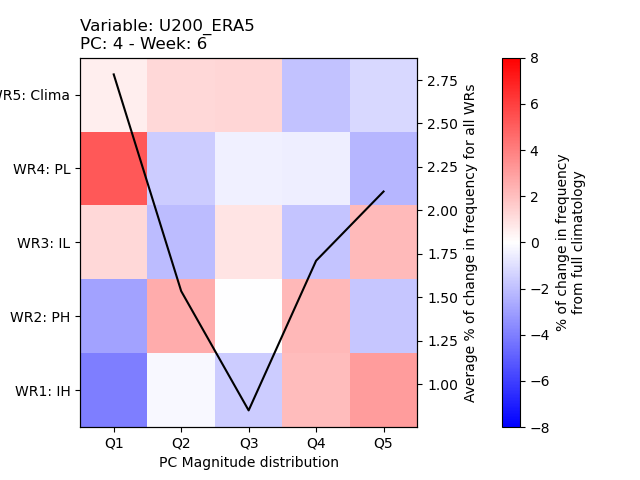 Variable: U200_ERA5
PC: 4 - Week: 6
WR5: Clima
WR4: PL
WR3: IL
WR2: PH
WR1: IH
Q1 Q2 Q3 Q4 Q5
PC Magnitude distribution
2.75
2.50
2.25
2.00
1.75
1.50
1.25
1.00
Average % of change in frequency for all WRs
8
6
4
2
0
−2
−4
−6
−8
% of change in frequency
from full climatology